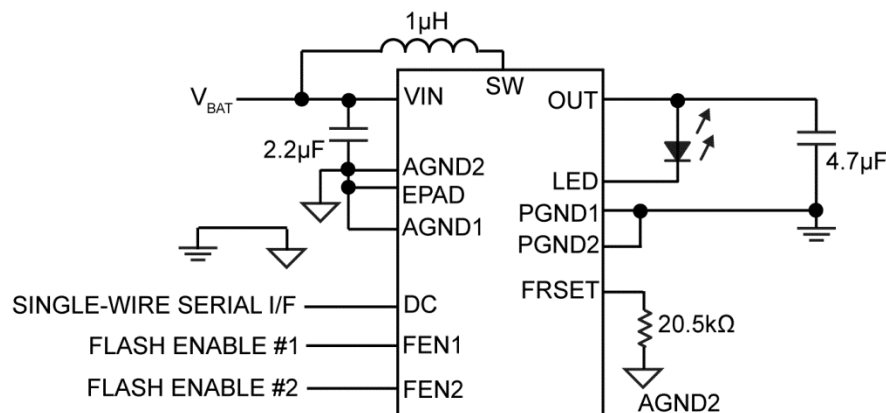 1µH
SW
V_BAT
VIN
OUT
2.2µF
4.7µF
AGND2
LED
EPAD
PGND1
AGND1
PGND2
FRSET
SINGLE-WIRE SERIAL I/F
DC
20.5kΩ
FLASH ENABLE #1
FEN1
FLASH ENABLE #2
FEN2
AGND2